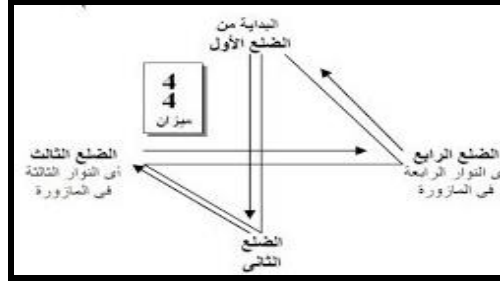 البداية من
الضلع الأول
4
4
ميزان
الضلع الثالث
أى النوار الثالثة
فى المازورة
الضلع الرابع
ى النوار الرابعة
فى المازورة
الضلع
الثانى